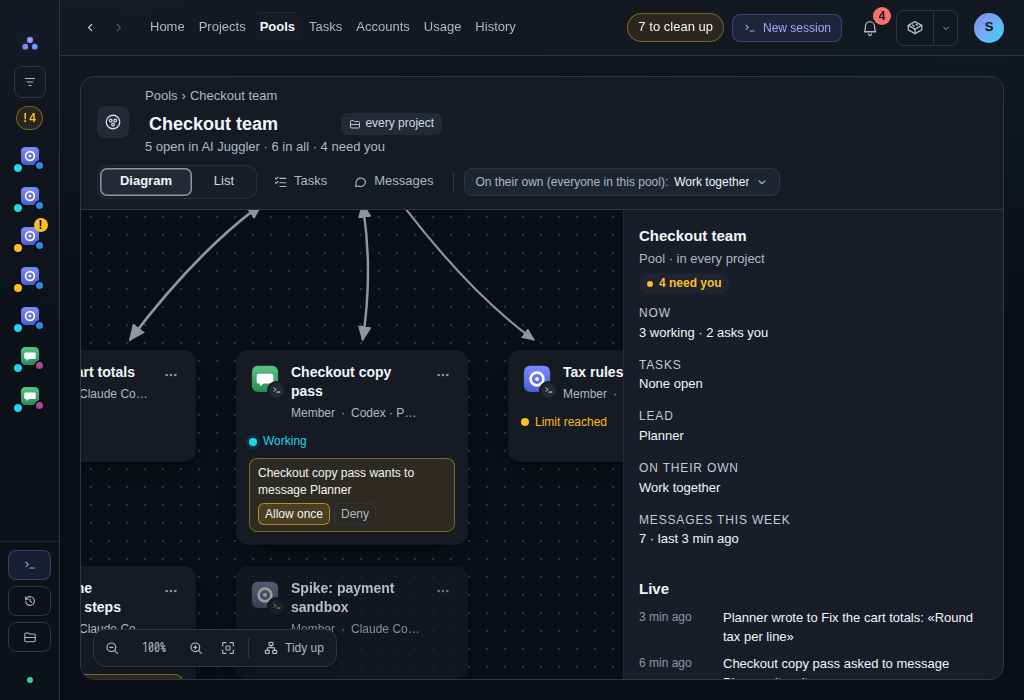 Home Projects Pools Tasks Accounts Usage History
7 to clean up
New session
4
S
!4
!
Pools › Checkout team
Checkout team
every project
5 open in AI Juggler · 6 in all · 4 need you
Diagram List Tasks Messages
On their own (everyone in this pool): Work together
art totals
Claude Co…
Checkout copy
pass
Member · Codex · P…
Working
Checkout copy pass wants to
message Planner
Allow once Deny
Tax rules
Member ·
Limit reached
steps
Claude Co…
Spike: payment
sandbox
Member · Claude Co…
100%
Tidy up
Checkout team
Pool · in every project
4 need you
NOW
3 working · 2 asks you
TASKS
None open
LEAD
Planner
ON THEIR OWN
Work together
MESSAGES THIS WEEK
7 · last 3 min ago
Live
3 min ago Planner wrote to Fix the cart totals: «Round
tax per line»
6 min ago Checkout copy pass asked to message